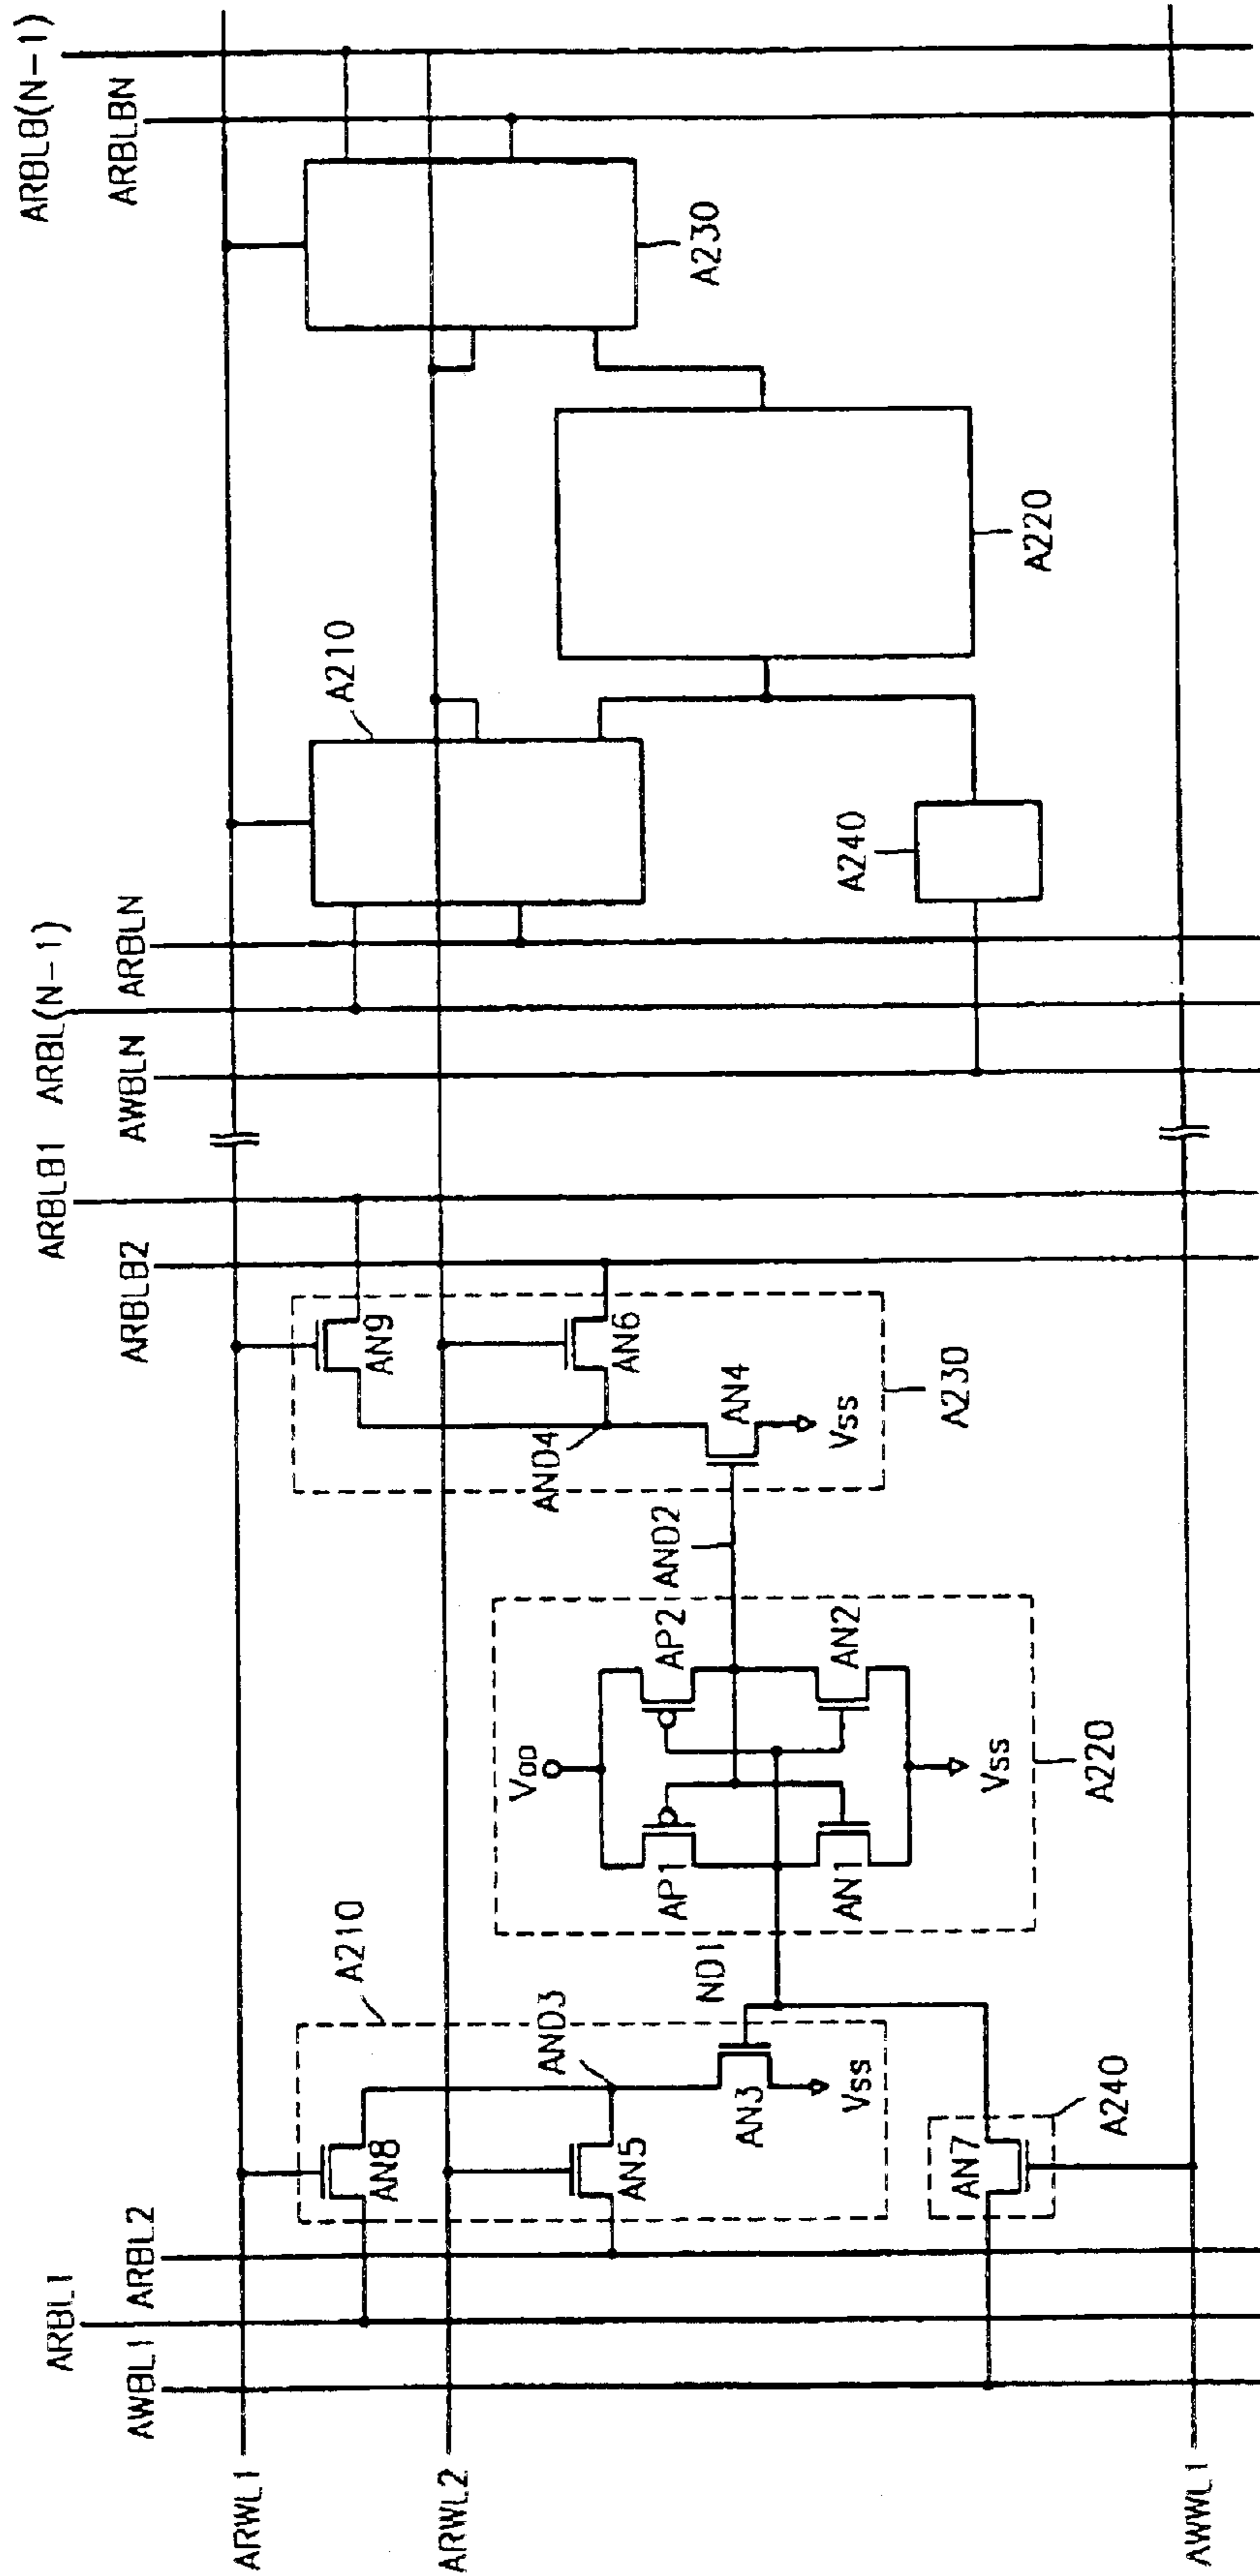 ARBL1
AWBL1
ARBL2
ARBLB1
ARBLB2
ARBL(N-1)
AWBLN
ARBLN
ARBLB(N-1)
ARBLBN
ARWL1
ARWL2
AWWL1
A210
AN8
AN5
AND3
AN3
VSS
ND1
A240
AN7
VDD
AP1
AP2
AN1
AN2
VSS
A220
AND2
AND4
AN9
AN6
AN4
VSS
A230
A210
A240
A220
A230